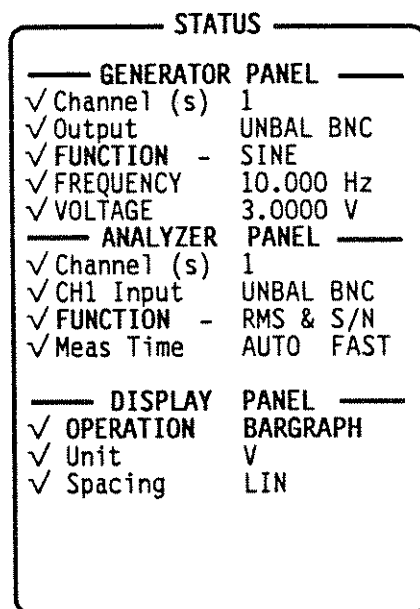 STATUS
GENERATOR PANEL
√ Channel (s) 1
√ Output UNBAL BNC
√ FUNCTION - SINE
√ FREQUENCY 10.000 Hz
√ VOLTAGE 3.0000 V
ANALYZER PANEL
√ Channel (s) 1
√ CH1 Input UNBAL BNC
√ FUNCTION - RMS & S/N
√ Meas Time AUTO FAST
DISPLAY PANEL
√ OPERATION BARGRAPH
√ Unit V
√ Spacing LIN